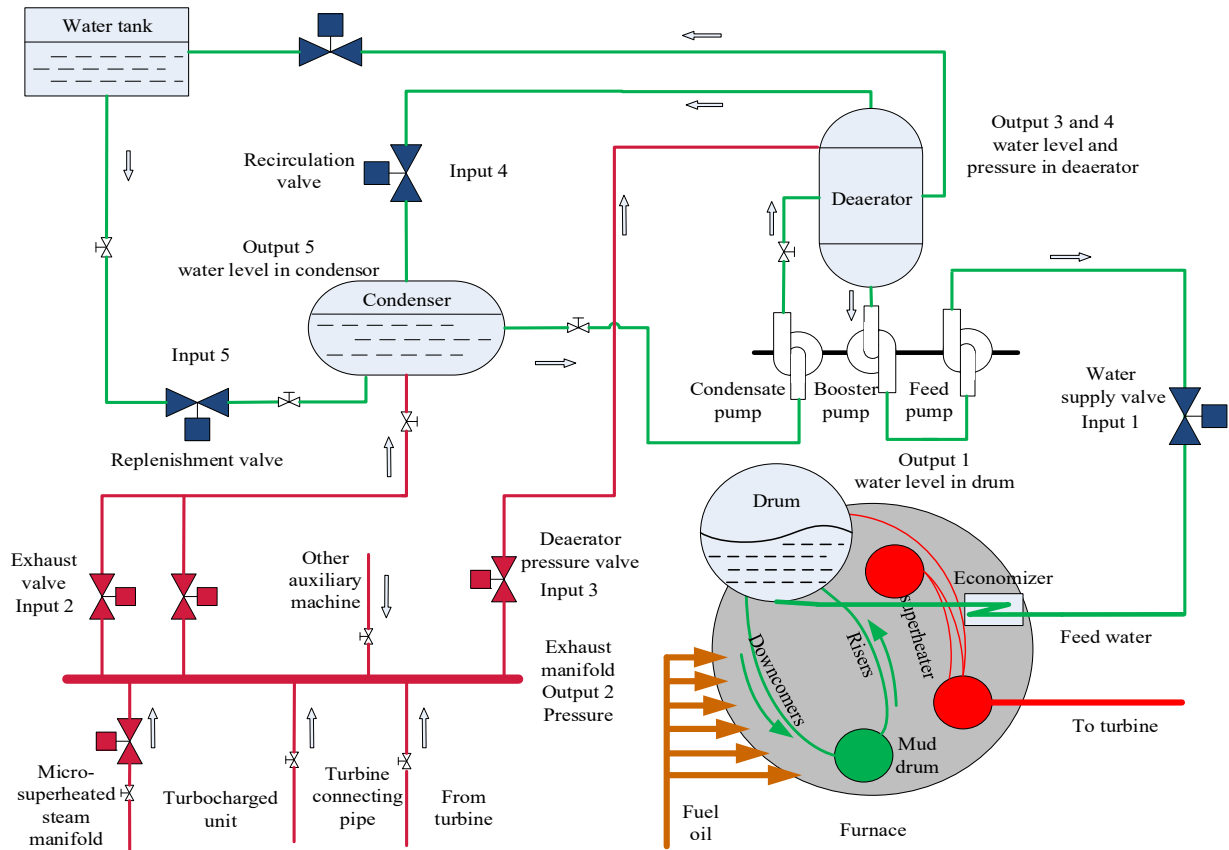 Water tank
Recirculation
valve
Input 4
Output 3 and 4
water level and
pressure in deaerator
Deaerator
Output 5
water level in condensor
Condenser
Input 5
Replenishment valve
Condensate
pump
Booster
pump
Feed
pump
Water
supply valve
Input 1
Output 1
water level in drum
Drum
Exhaust
valve
Input 2
Other
auxiliary
machine
Deaerator
pressure valve
Input 3
Economizer
superheater
Feed water
Downcomers
Risers
Exhaust
manifold
Output 2
Pressure
To turbine
Mud
drum
Micro-
superheated
steam
manifold
Turbocharged
unit
Turbine
connecting
pipe
From
turbine
Fuel
oil
Furnace